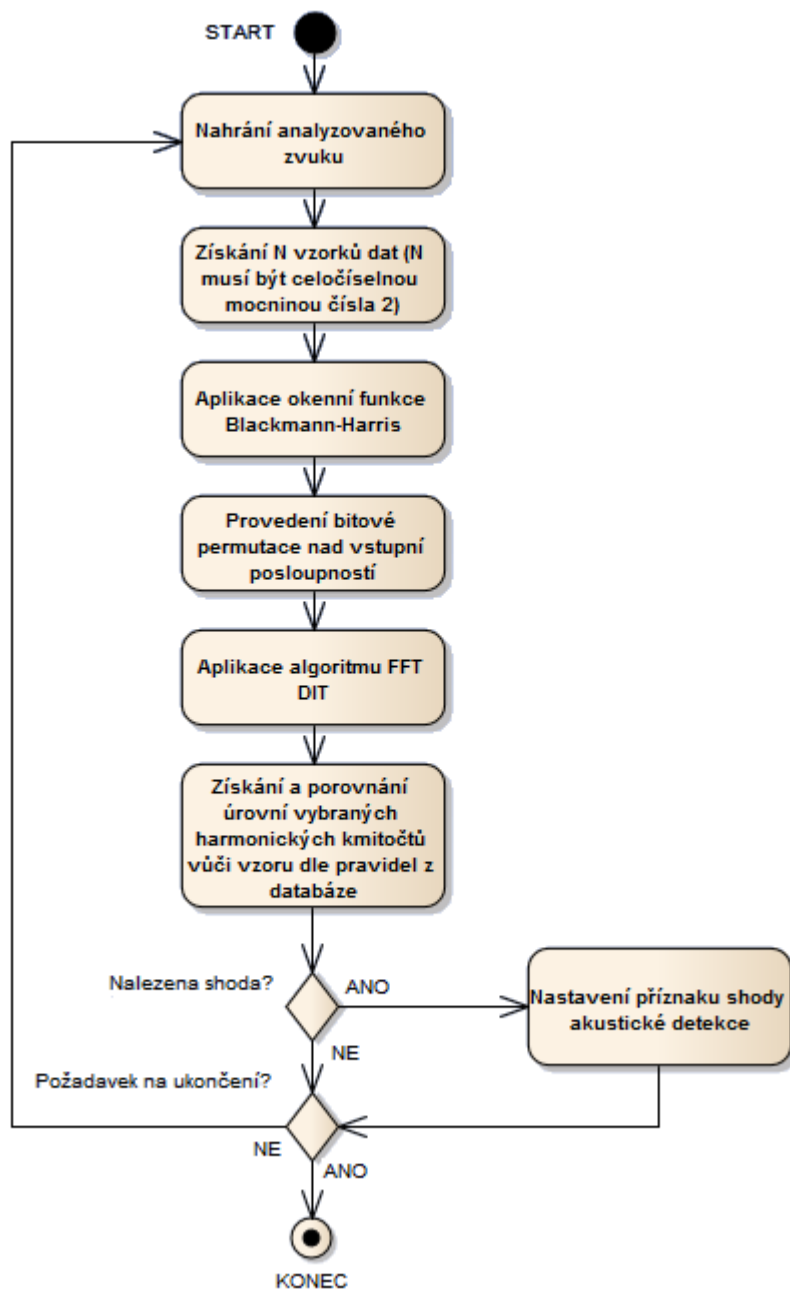 START
Nahrání analyzovaného
zvuku
Získání N vzorků dat (N
musí být celočíselnou
mocninou čísla 2)
Aplikace okenní funkce
Blackmann-Harris
Provedení bitové
permutace nad vstupní
posloupností
Aplikace algoritmu FFT
DIT
Získání a porovnání
úrovní vybraných
harmonických kmitočtů
vůči vzoru dle pravidel z
databáze
Nalezena shoda?
ANO
Nastavení příznaku shody
akustické detekce
NE
Požadavek na ukončení?
NE
ANO
KONEC